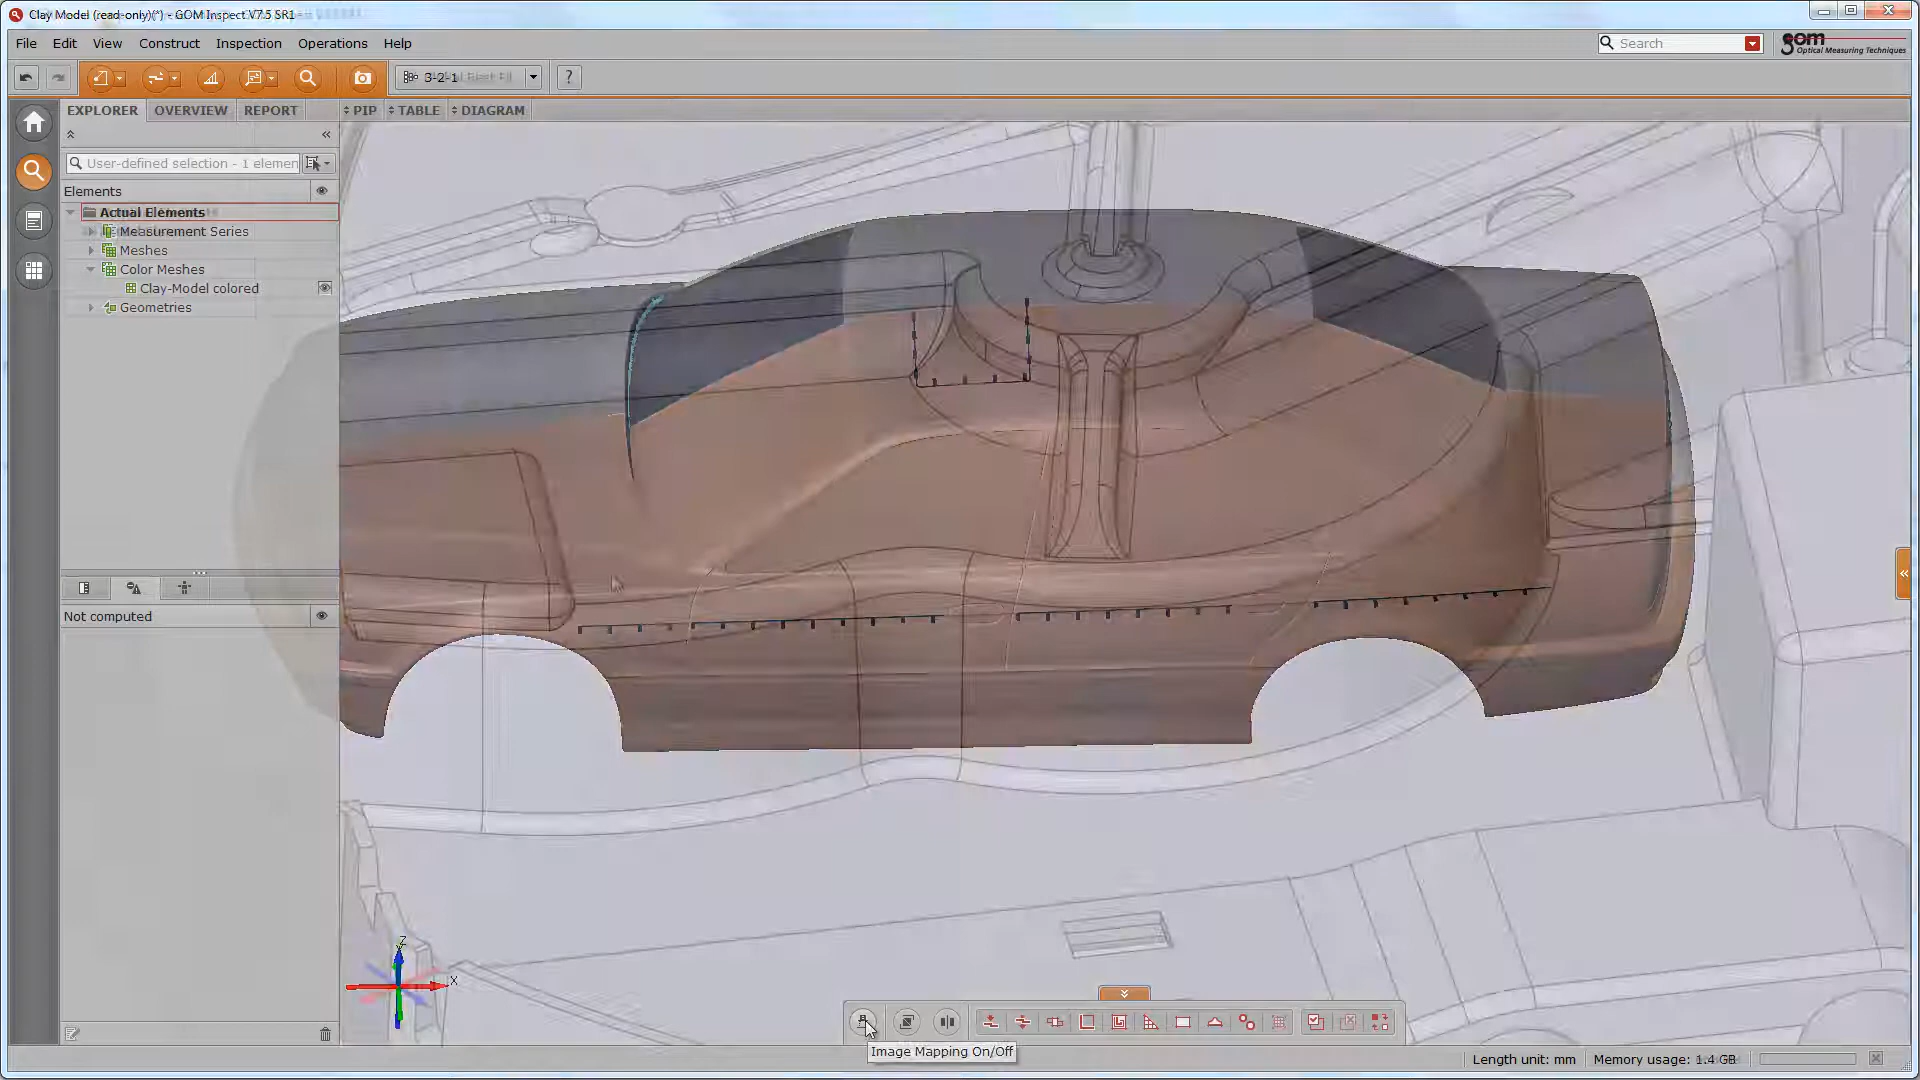 Clay Model (read-only)(*) - GOM Inspect V7.5 SR1
File Edit View Construct Inspection Operations Help
Search
gom
Optical Measuring Techniques
3-2-1
?
EXPLORER OVERVIEW REPORT PIP TABLE DIAGRAM
User-defined selection - 1 elemen
Elements
Actual Elements
Measurement Series
Meshes
Color Meshes
Clay-Model colored
Geometries
Not computed
Z
X
Image Mapping On/Off
Length unit: mm Memory usage: 1.4 GB